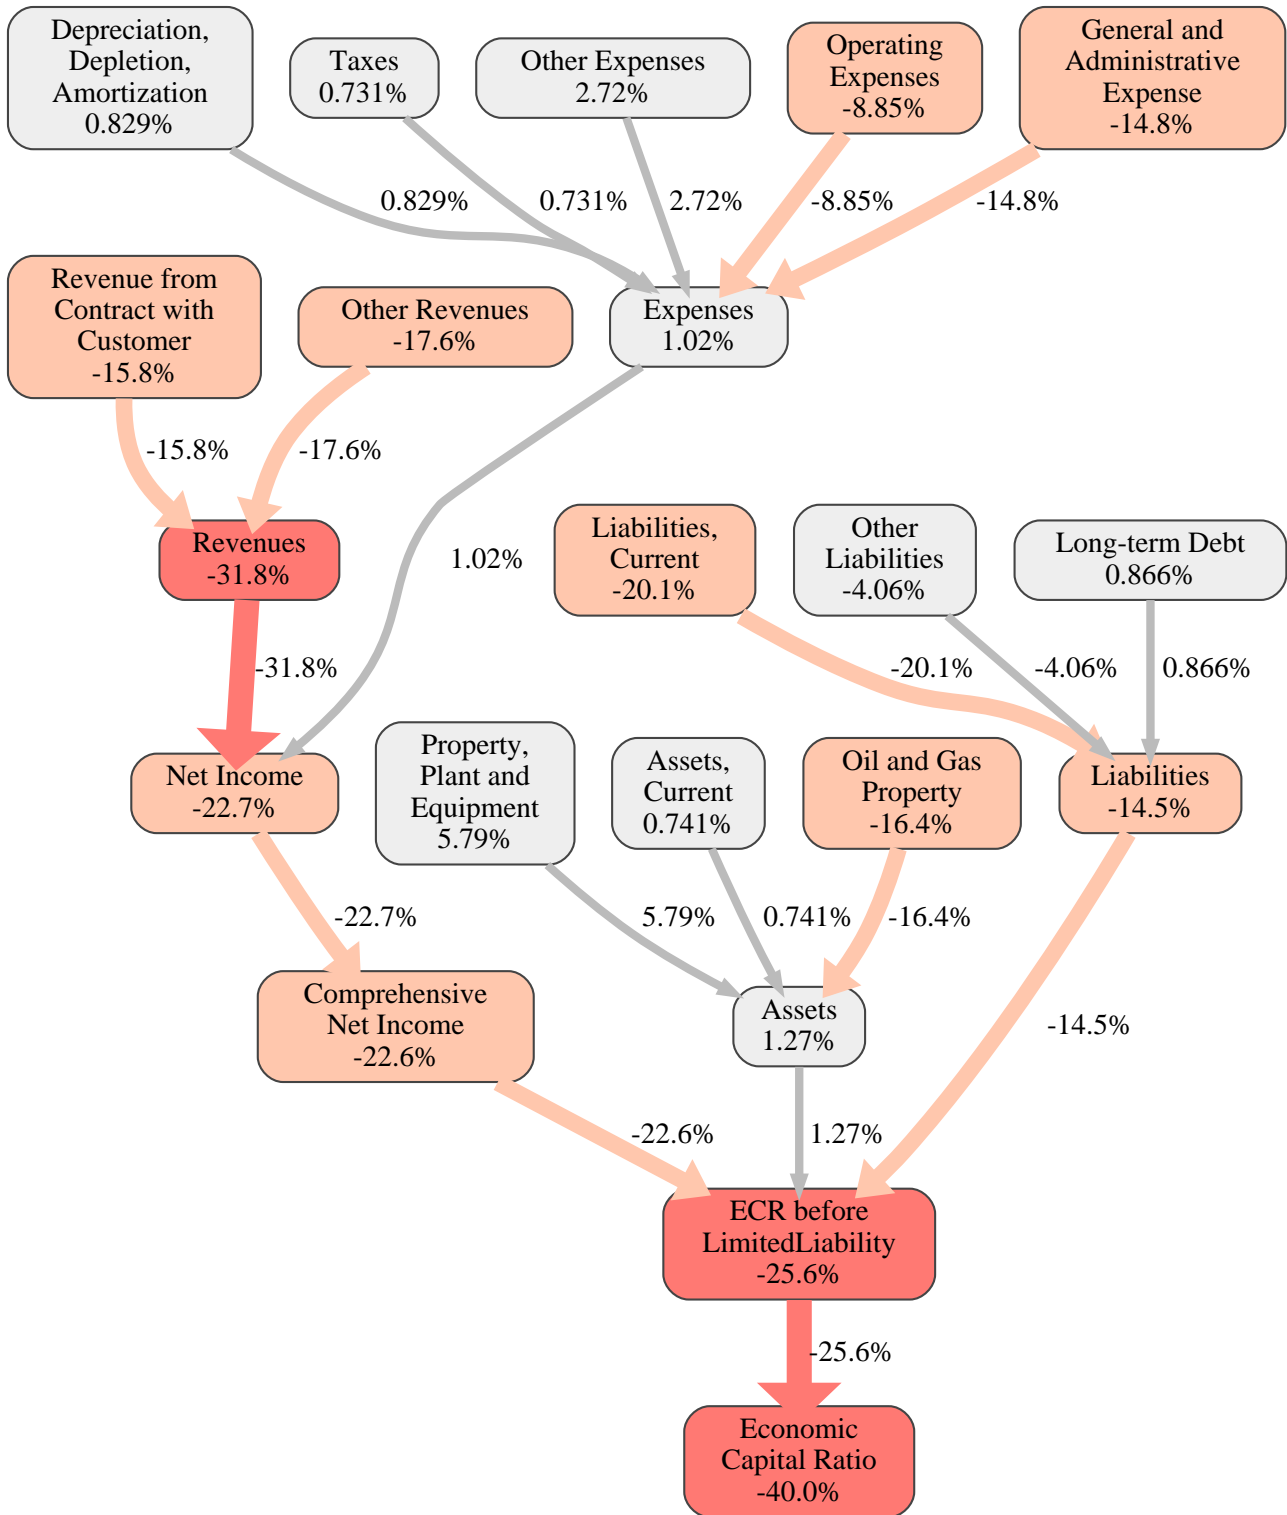 Depreciation,
Depletion,
Amortization
0.829%
Taxes
0.731%
Other Expenses
2.72%
Operating
Expenses
-8.85%
General and
Administrative
Expense
-14.8%
0.829%
0.731%
2.72%
-8.85%
-14.8%
Revenue from
Contract with
Customer
-15.8%
Other Revenues
-17.6%
Expenses
1.02%
-15.8%
-17.6%
1.02%
Revenues
-31.8%
Liabilities,
Current
-20.1%
Other
Liabilities
-4.06%
Long-term Debt
0.866%
-31.8%
-20.1%
-4.06%
0.866%
Net Income
-22.7%
Property,
Plant and
Equipment
5.79%
Assets,
Current
0.741%
Oil and Gas
Property
-16.4%
Liabilities
-14.5%
-22.7%
5.79%
0.741%
-16.4%
-14.5%
Comprehensive
Net Income
-22.6%
Assets
1.27%
-22.6%
1.27%
ECR before
LimitedLiability
-25.6%
-25.6%
Economic
Capital Ratio
-40.0%